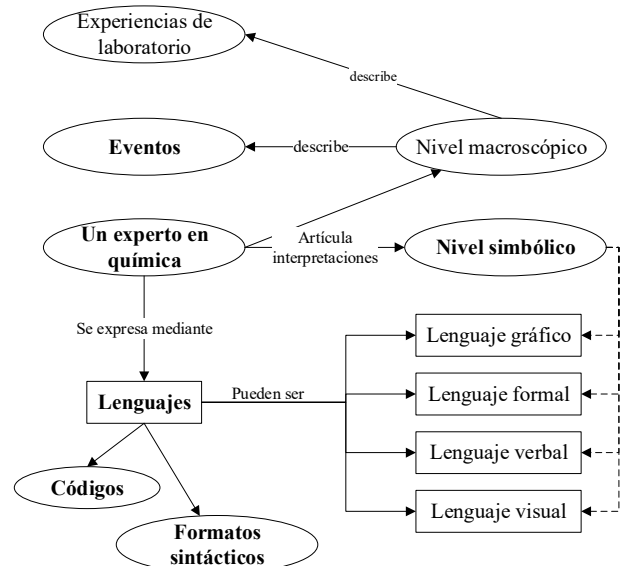 Experiencias de
laboratorio
describe
Eventos
describe
Nivel macroscópico
Un experto en
química
Artícula
interpretaciones
Nivel simbólico
Se expresa mediante
Lenguaje gráfico
Lenguajes
Pueden ser
Lenguaje formal
Lenguaje verbal
Códigos
Lenguaje visual
Formatos
sintácticos